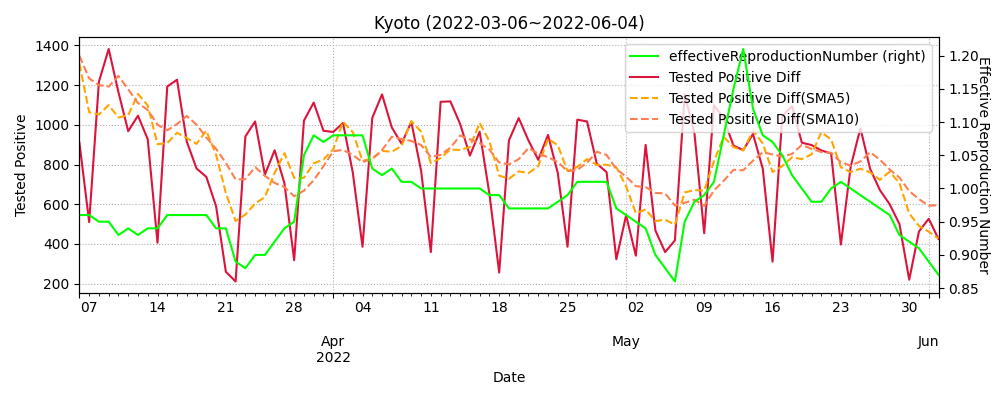 Kyoto (2022-03-06~2022-06-04)
effectiveReproductionNumber (right)
Tested Positive Diff
Tested Positive Diff(SMA5)
Tested Positive Diff(SMA10)
Tested Positive
1400
1200
1000
800
600
400
200
1.20
1.15
1.10
1.05
1.00
0.95
0.90
0.85
Effective Reproduction Number
07 14 21 28 04 11 18 25 02 09 16 23 30
Apr May Jun
2022
Date